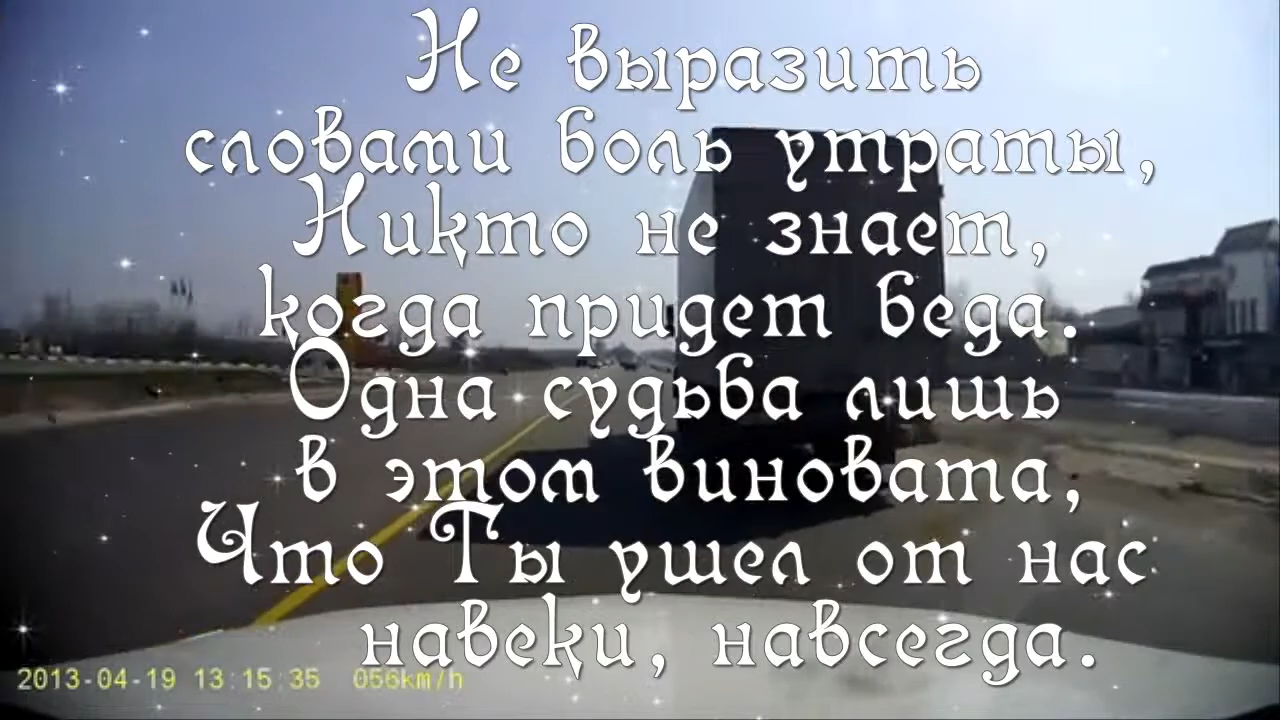 Не выразить
словами боль утраты,
Никто не знает,
когда придет беда.
Одна судьба лишь
в этом виновата,
Что Ты ушел от нас
навеки, навсегда.
2013-04-19 13:15:35 056km/h